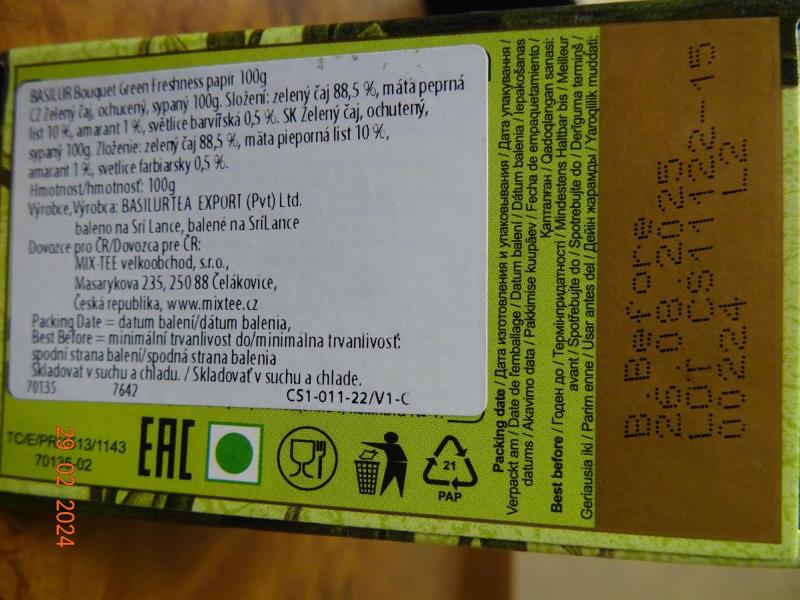 BASILUR Bouquet Green Freshness papír 100g
CZ Zelený čaj, ochucený, sypaný 100g. Složení: zelený čaj 88,5 %, máta peprná
list 10 %, amarant 1 %, světlice barvířská 0,5 %. SK Zelený čaj, ochutený,
sypaný 100g. Zloženie: zelený čaj 88,5 %, mäta pieporná list 10 %,
amarant 1 %, svetlice farbiarsky 0,5 %.
Hmotnost/hmotnosť: 100g
Výrobce,Výrobca: BASILURTEA EXPORT (Pvt) Ltd.
baleno na Srí Lance, balené na SríLance
Dovozce pro ČR/Dovozca pre ČR:
MIX TEE velkoobchod, s.r.o.,
Masarykova 235, 250 88 Čelákovice,
Česká republika, www.mixtee.cz
Packing Date = datum balení/dátum balenia,
Best Before = minimální trvanlivost do/minimálna trvanlivosť:
spodní strana balení/spodná strana balenia
Skladovat v suchu a chladu. / Skladovať v suchu a chlade.
70135 7642 CS1-011-22/V1-C
TC/E/PR 513/1143
70135-02
EAC
21
PAP
Packing date / Дата изготовления и упаковывания / Дата упакування /
Verpackt am / Date de l'emballage / Datum balení / Dátum balenia / Iepakošanas
datums / Akavimo data / Pakkimise kuupäev / Fecha de empaquetamiento /
Қапталған / Qadoqlangan sanasi:
Best before / Годен до / Термінпридатності / Mindestens Haltbar bis / Meilleur
avant / Spotřebujte do / Spotrebujte do / Derīguma termiņš /
Geriausia iki / Parim enne / Usar antes del / Дейін жарамды / Yaroqlilik muddati:
B.Before
26.08.2025
LOT CS11122-15
00224 L2
29 02 2024